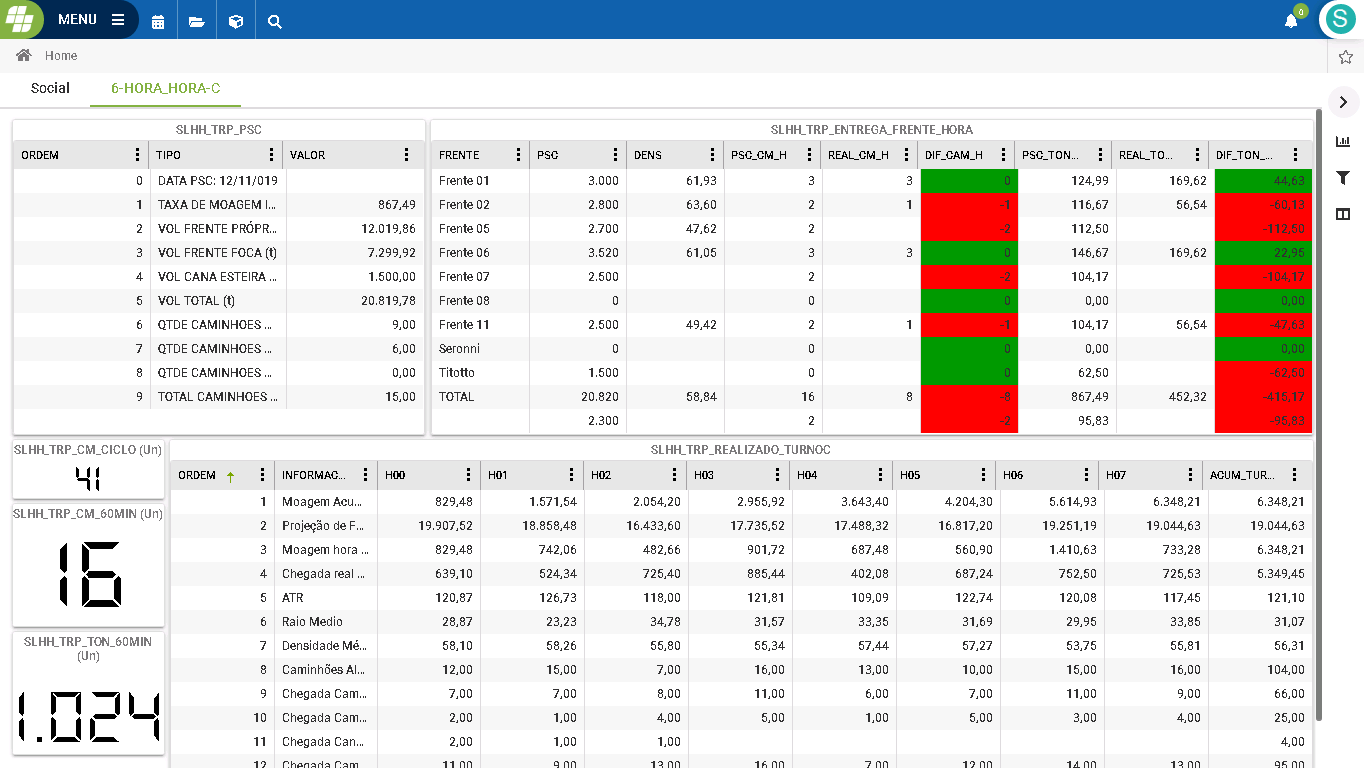 MENU
0
S
Home
Social 6-HORA_HORA-C
SLHH_TRP_PSC
ORDEM TIPO VALOR
0 DATA PSC: 12/11/019
1 TAXA DE MOAGEM I... 867,49
2 VOL FRENTE PRÓPR... 12.019,86
3 VOL FRENTE FOCA (t) 7.299,92
4 VOL CANA ESTEIRA ... 1.500,00
5 VOL TOTAL (t) 20.819,78
6 QTDE CAMINHOES ... 9,00
7 QTDE CAMINHOES ... 6,00
8 QTDE CAMINHOES ... 0,00
9 TOTAL CAMINHOES ... 15,00
SLHH_TRP_ENTREGA_FRENTE_HORA
FRENTE PSC DENS PSC_CM_H REAL_CM_H DIF_CAM_H PSC_TON... REAL_TO... DIF_TON_...
Frente 01 3.000 61,93 3 3 0 124,99 169,62 44,63
Frente 02 2.800 63,60 2 1 -1 116,67 56,54 -60,13
Frente 05 2.700 47,62 2 -2 112,50 -112,50
Frente 06 3.520 61,05 3 3 0 146,67 169,62 22,95
Frente 07 2.500 2 -2 104,17 -104,17
Frente 08 0 0 0 0,00 0,00
Frente 11 2.500 49,42 2 1 -1 104,17 56,54 -47,63
Seronni 0 0 0 0,00 0,00
Titotto 1.500 0 0 62,50 -62,50
TOTAL 20.820 58,84 16 8 -8 867,49 452,32 -415,17
2.300 2 2 95,83 -95,83
SLHH_TRP_CM_CICLO (Un)
41
SLHH_TRP_CM_60MIN (Un)
16
SLHH_TRP_TON_60MIN
(Un)
1.024
SLHH_TRP_REALIZADO_TURNOC
ORDEM INFORMAC... H00 H01 H02 H03 H04 H05 H06 H07 ACUM_TUR...
1 Moagem Acu... 829,48 1.571,54 2.054,20 2.955,92 3.643,40 4.204,30 5.614,93 6.348,21 6.348,21
2 Projeção de F... 19.907,52 18.858,48 16.433,60 17.735,52 17.488,32 16.817,20 19.251,19 19.044,63 19.044,63
3 Moagem hora ... 829,48 742,06 482,66 901,72 687,48 560,90 1.410,63 733,28 6.348,21
4 Chegada real ... 639,10 524,34 725,40 885,44 402,08 687,24 752,50 725,53 5.349,45
5 ATR 120,87 126,73 118,00 121,81 109,09 122,74 120,08 117,45 121,10
6 Raio Medio 28,87 23,23 34,78 31,57 33,35 31,69 29,95 33,85 31,07
7 Densidade Mé... 58,10 58,26 55,80 55,34 57,44 57,27 53,75 55,81 56,31
8 Caminhões Al... 12,00 15,00 7,00 16,00 13,00 10,00 15,00 16,00 104,00
9 Chegada Cam... 7,00 7,00 8,00 11,00 6,00 7,00 11,00 9,00 66,00
10 Chegada Cam... 2,00 1,00 4,00 5,00 1,00 5,00 3,00 4,00 25,00
11 Chegada Can... 2,00 1,00 1,00 4,00
12 Chegada Cam... 11,00 9,00 13,00 16,00 7,00 12,00 14,00 13,00 95,00